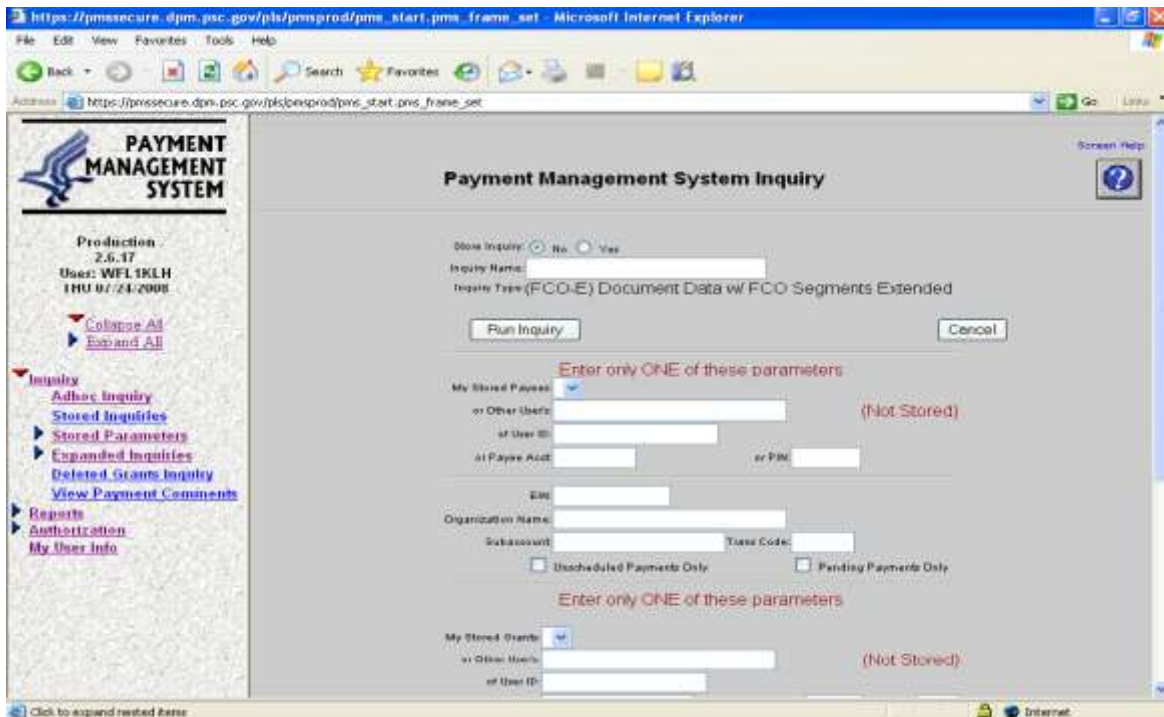 https://pmssecure.dpm.psc.gov/pls/pmsprod/pms_start.pms_frame_set - Microsoft Internet Explorer
File Edit View Favorites Tools Help
Back Search Favorites
Address https://pmssecure.dpm.psc.gov/pls/pmsprod/pms_start.pms_frame_set Go Links
PAYMENT
MANAGEMENT
SYSTEM
Production
2.6.17
User: WFL1KLH
THU 07/24/2008
Collapse All
Expand All
Inquiry
Adhoc Inquiry
Stored Inquiries
Stored Parameters
Expanded Inquiries
Deleted Grants Inquiry
View Payment Comments
Reports
Authorization
My User Info
Screen Help
Payment Management System Inquiry
Store Inquiry: No Yes
Inquiry Name:
Inquiry Type: (FCO-E) Document Data w/ FCO Segments Extended
Run Inquiry Cancel
Enter only ONE of these parameters
My Stored Payees
or Other User's (Not Stored)
of User ID:
or Payee Acct or PIN:
EIN:
Organization Name:
Subaccount Trans Code:
Unscheduled Payments Only Pending Payments Only
Enter only ONE of these parameters
My Stored Grants
or Other User's (Not Stored)
of User ID:
Click to expand nested items Internet